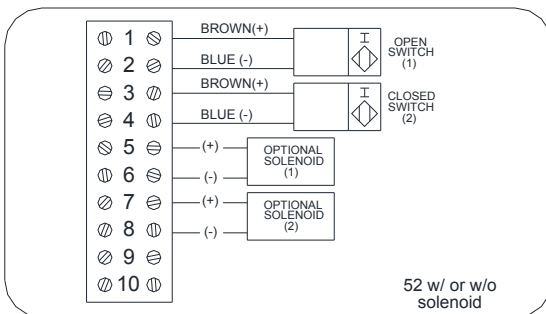 1 BROWN(+)
OPEN
SWITCH
(1)
2 BLUE (-)
3 BROWN(+)
CLOSED
SWITCH
(2)
4 BLUE (-)
5 (+)
OPTIONAL
SOLENOID
(1)
6 (-)
7 (+)
OPTIONAL
SOLENOID
(2)
8 (-)
9
10
52 w/ or w/o
solenoid